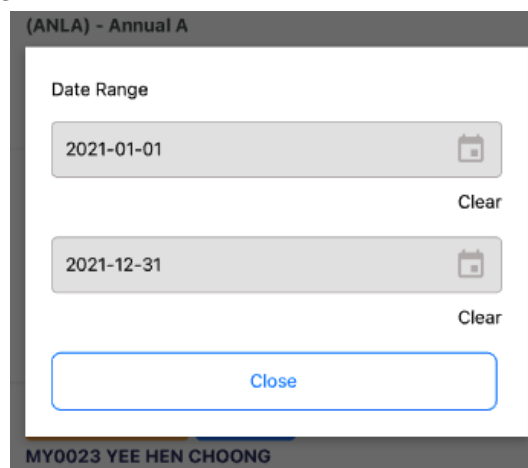 (ANLA) - Annual A
Date Range
2021-01-01
Clear
2021-12-31
Clear
Close
MY0023 YEE HEN CHOONG